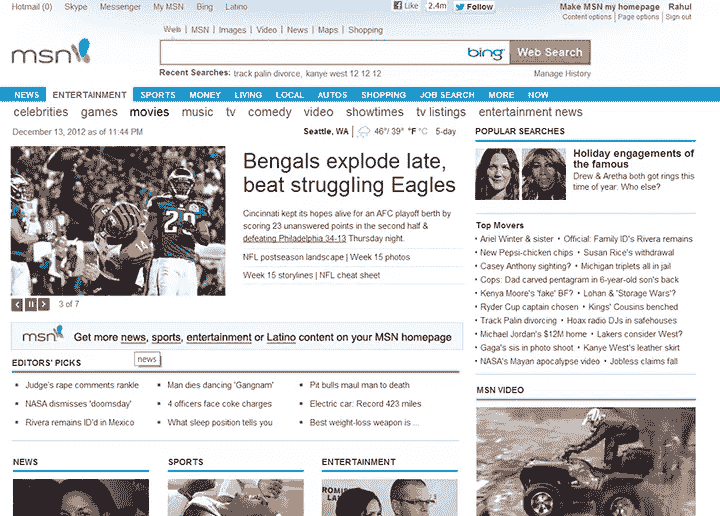 Hotmail (0) Skype Messenger My MSN Bing Latino
Like 2.4m Follow
Make MSN my homepage Rahul
Content options | Page options | Sign out
msn
Web | MSN | Images | Video | News | Maps | Shopping
bing Web Search
Recent Searches: track palin divorce, kanye west 12 12 12
Manage History
NEWS ENTERTAINMENT SPORTS MONEY LIVING LOCAL AUTOS SHOPPING JOB SEARCH MORE NOW
celebrities games movies music tv comedy video showtimes tv listings entertainment news
December 13, 2012 as of 11:44 PM
Seattle, WA | 46°/ 39° °F °C 5-day
Bengals explode late,
beat struggling Eagles
Cincinnati kept its hopes alive for an AFC playoff berth by
scoring 23 unanswered points in the second half &
defeating Philadelphia 34-13 Thursday night.
NFL postseason landscape | Week 15 photos
Week 15 storylines | NFL cheat sheet
3 of 7
msn Get more news, sports, entertainment or Latino content on your MSN homepage
news
EDITORS' PICKS
Judge's rape comments rankle
NASA dismisses 'doomsday'
Rivera remains ID'd in Mexico
Man dies dancing 'Gangnam'
4 officers face coke charges
What sleep position tells you
Pit bulls maul man to death
Electric car: Record 423 miles
Best weight-loss weapon is ...
NEWS
SPORTS
ENTERTAINMENT
POPULAR SEARCHES
Holiday engagements of
the famous
Drew & Aretha both got rings this
time of year. Who else?
Top Movers
• Ariel Winter & sister • Official: Family ID's Rivera remains
• New Pepsi-chicken chips • Susan Rice's withdrawal
• Casey Anthony sighting? • Michigan triplets all in jail
• Cops: Dad carved pentagram in 6-year-old son's back
• Kenya Moore's 'fake' BF? • Lohan & 'Storage Wars'?
• Ryder Cup captain chosen • Kings' Cousins benched
• Track Palin divorcing • Hoax radio DJs in safehouses
• Michael Jordan's $12M home • Lakers consider West?
• Gaga's sis in photo shoot • Kanye West's leather skirt
• NASA's Mayan apocalypse video • Jobless claims fall
MSN VIDEO